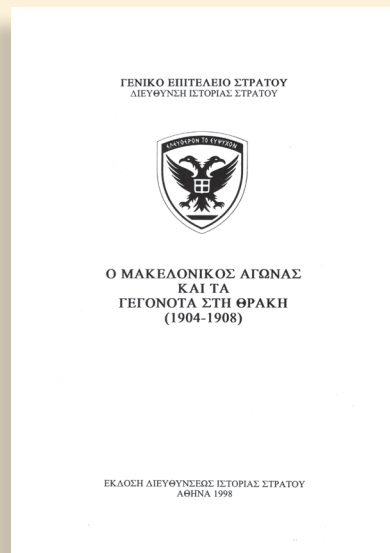 ΓΕΝΙΚΟ ΕΠΙΤΕΛΕΙΟ ΣΤΡΑΤΟΥ
ΔΙΕΥΘΥΝΣΗ ΙΣΤΟΡΙΑΣ ΣΤΡΑΤΟΥ
ΕΛΕΥΘΕΡΟΝ ΤΟ ΕΥΨΥΧΟΝ
Ο ΜΑΚΕΔΟΝΙΚΟΣ ΑΓΩΝΑΣ
ΚΑΙ ΤΑ
ΓΕΓΟΝΟΤΑ ΣΤΗ ΘΡΑΚΗ
(1904-1908)
ΕΚΔΟΣΗ ΔΙΕΥΘΥΝΣΕΩΣ ΙΣΤΟΡΙΑΣ ΣΤΡΑΤΟΥ
ΑΘΗΝΑ 1998